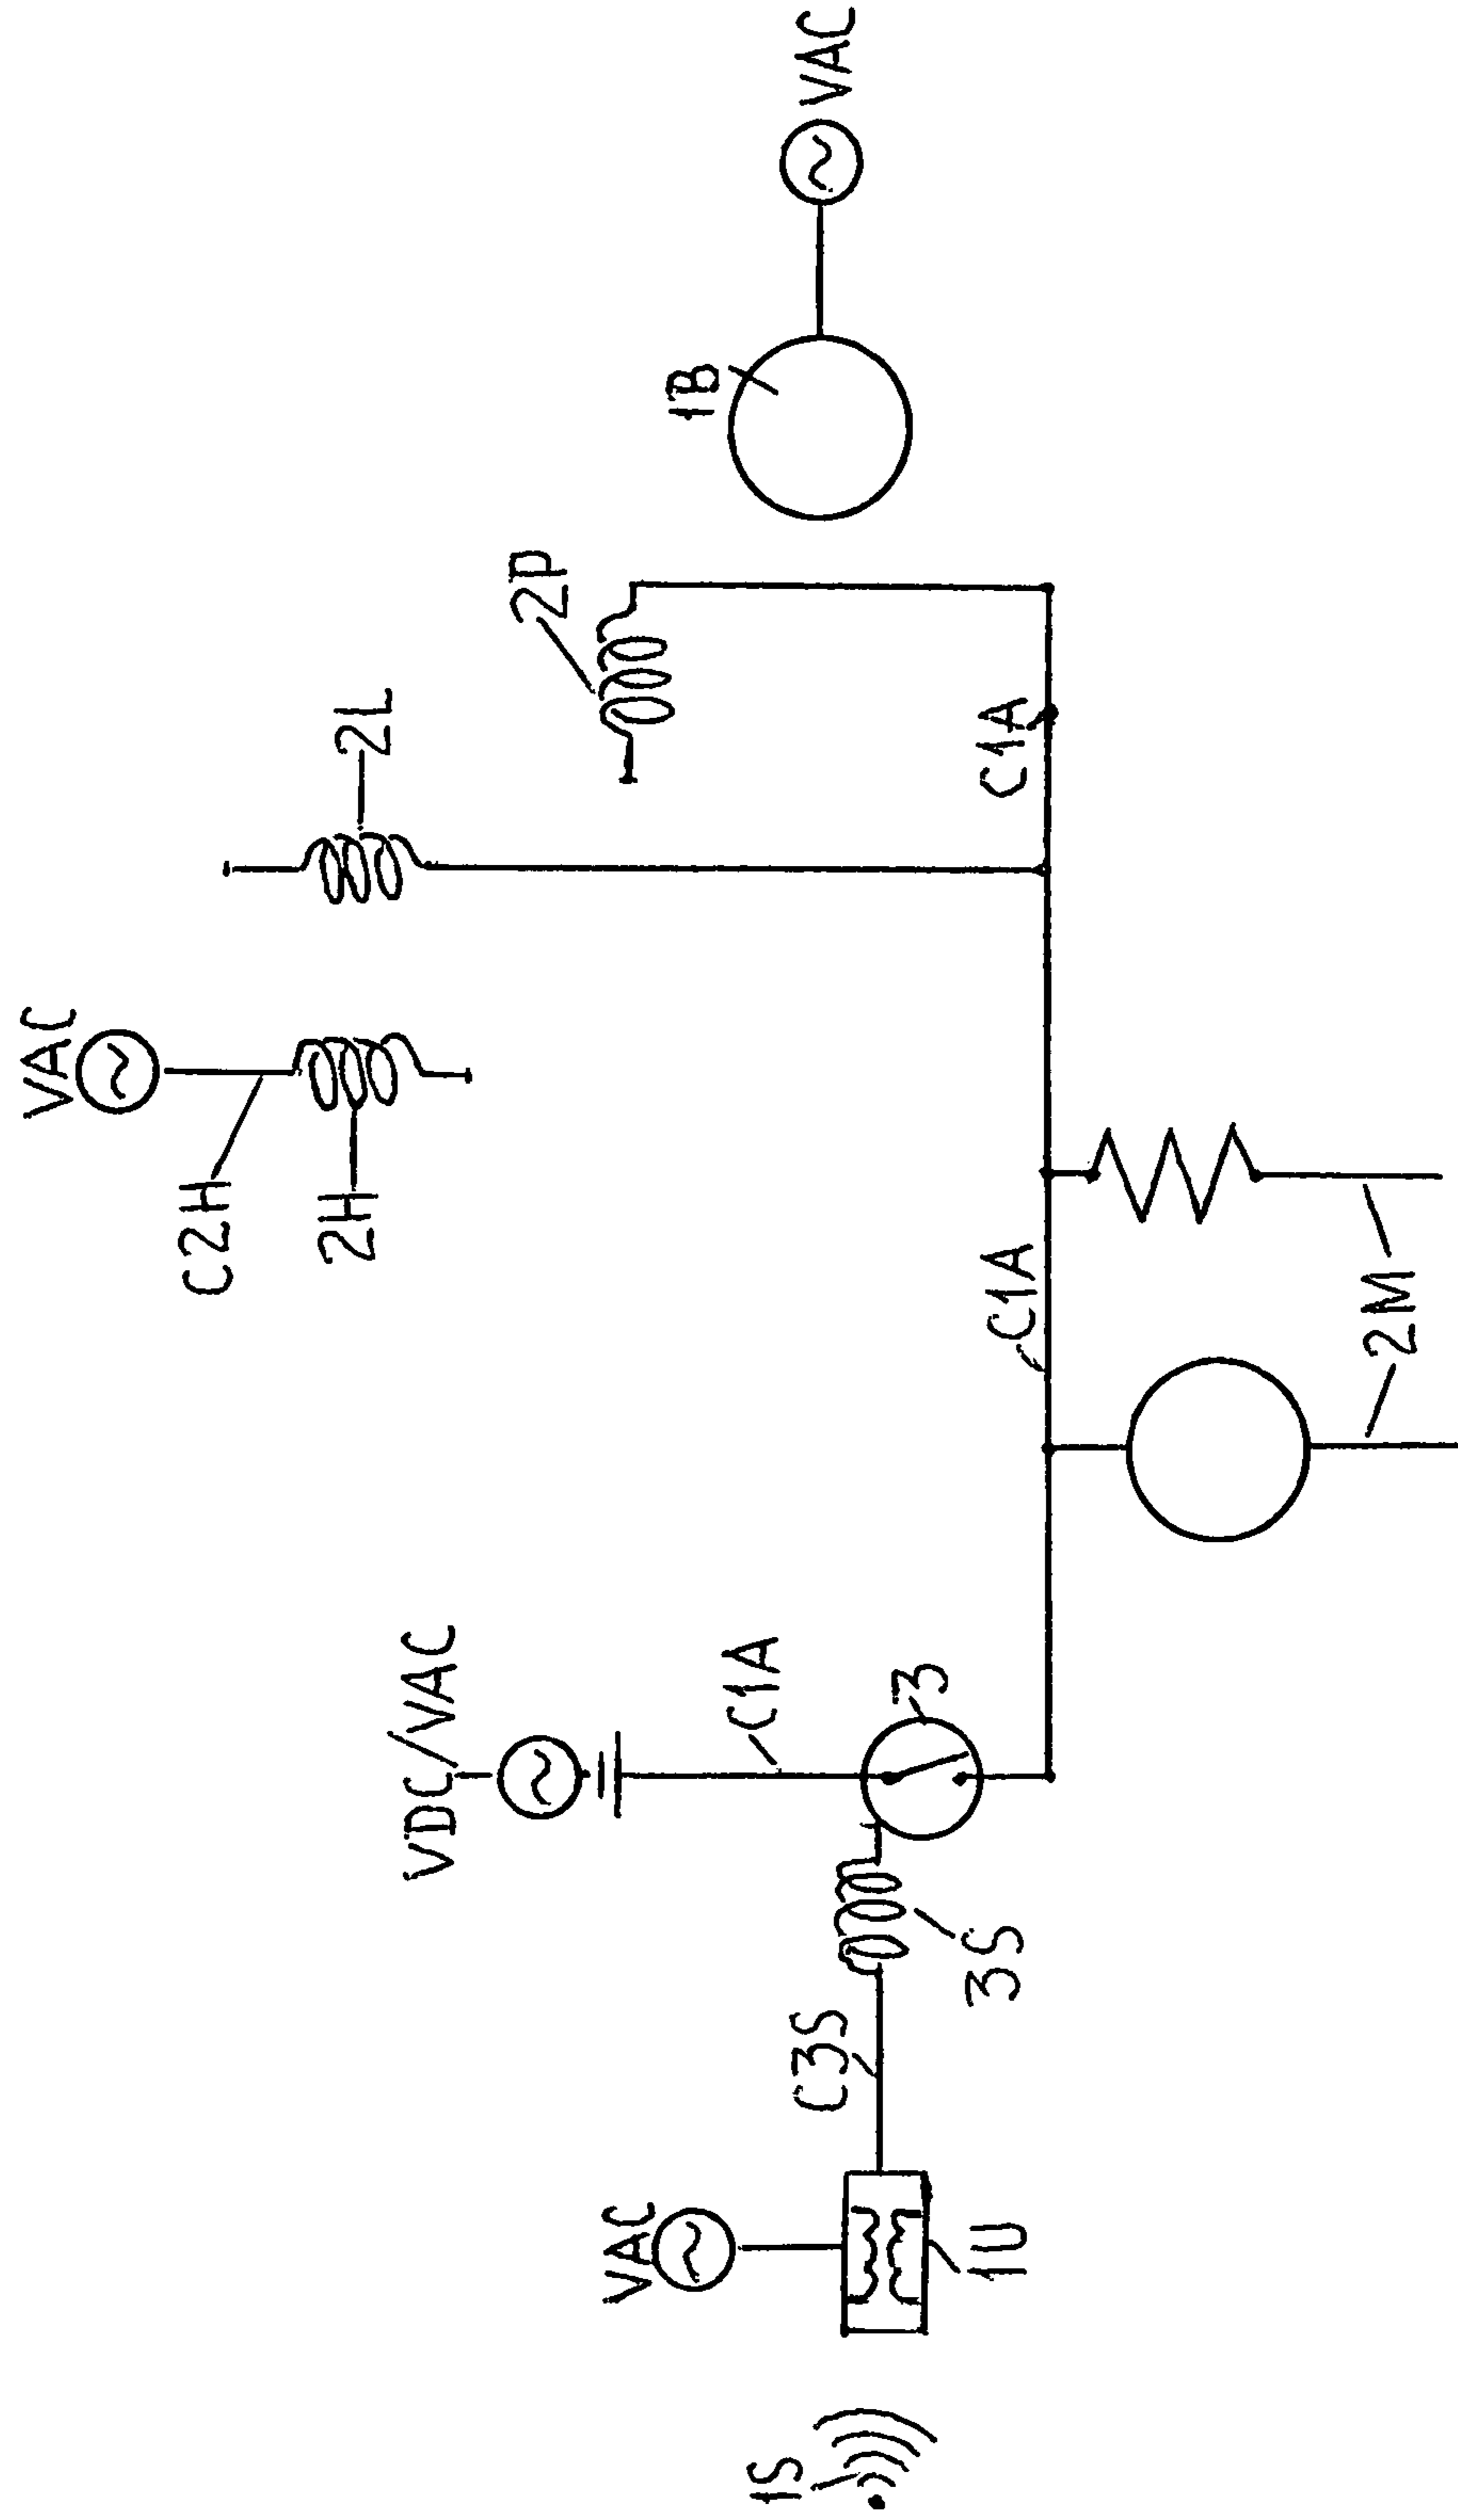 1S
VAC
1U
C3S
3S
VDC/VAC
C1A
3
C1A
2M
VAC
C2H
2H
2L
2P
C1A
1B
VAC